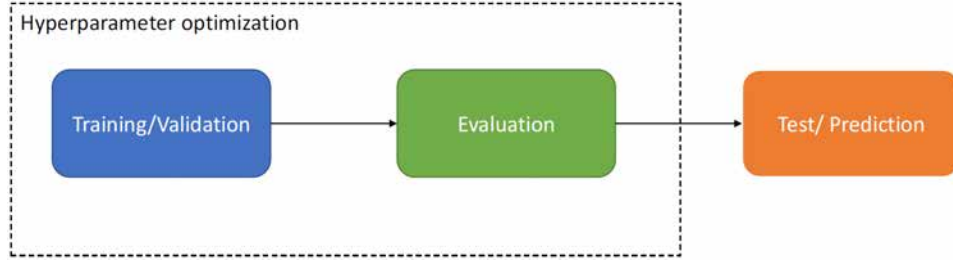 Hyperparameter optimization
Training/Validation
Evaluation
Test/ Prediction